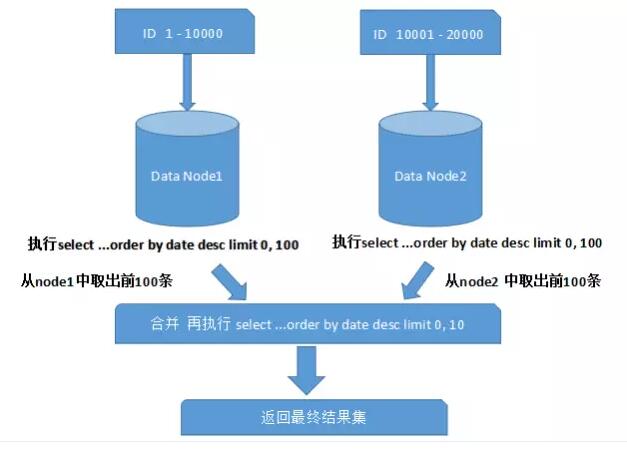 ID 1 - 10000
ID 10001 - 20000
Data Node1
Data Node2
执行select ...order by date desc limit 0, 100
执行select ...order by date desc limit 0, 100
从node1中取出前100条
从node2 中取出前100条
合并 再执行 select ...order by date desc limit 0, 10
返回最终结果集